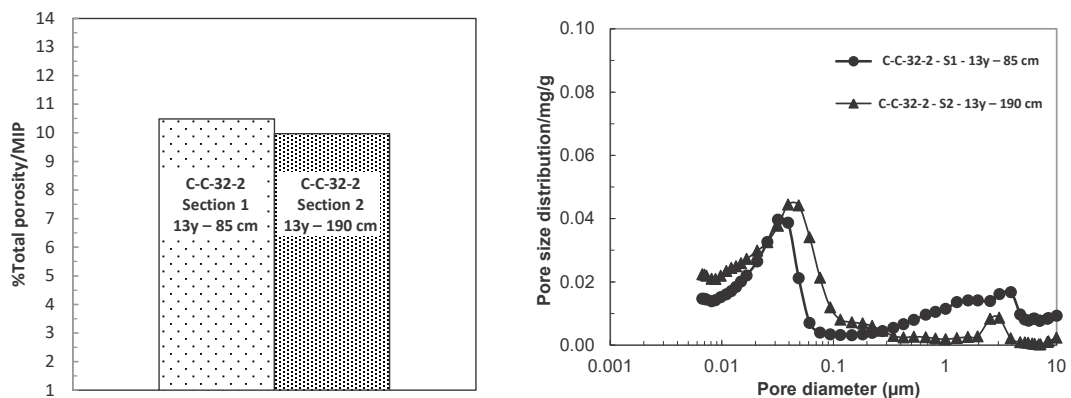 14
13
12
11
10
9
8
7
6
5
4
3
2
1
%Total porosity/MIP
C-C-32-2
Section 1
13y – 85 cm
C-C-32-2
Section 2
13y – 190 cm
0.10
0.08
0.06
0.04
0.02
0.00
Pore size distribution/mg/g
C-C-32-2 - S1 - 13y – 85 cm
C-C-32-2 - S2 - 13y – 190 cm
0.001 0.01 0.1 1 10
Pore diameter (μm)